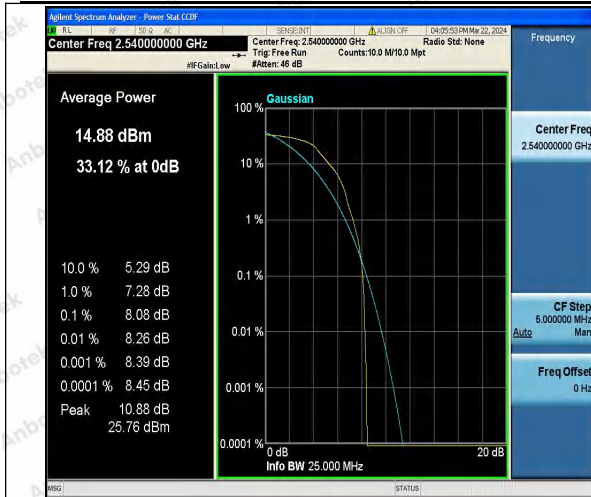 Agilent Spectrum Analyzer - Power Stat CCDF
RL RF 50 Ω AC SENSE:INT ALIGN OFF 04:05:53 PM Mar 22, 2024
Center Freq 2.540000000 GHz
Center Freq: 2.540000000 GHz Radio Std: None
Trig: Free Run Counts:10.0 M/10.0 Mpt
#IFGain:Low #Atten: 46 dB
Frequency
Average Power
14.88 dBm
33.12 % at 0dB
10.0 % 5.29 dB
1.0 % 7.28 dB
0.1 % 8.08 dB
0.01 % 8.26 dB
0.001 % 8.39 dB
0.0001 % 8.45 dB
Peak 10.88 dB
25.76 dBm
Gaussian
100 %
10 %
1 %
0.1 %
0.01 %
0.001 %
0.0001 %
0 dB 20 dB
Info BW 25.000 MHz
Center Freq
2.540000000 GHz
CF Step
5.000000 MHz
Auto Man
Freq Offset
0 Hz
MSG STATUS